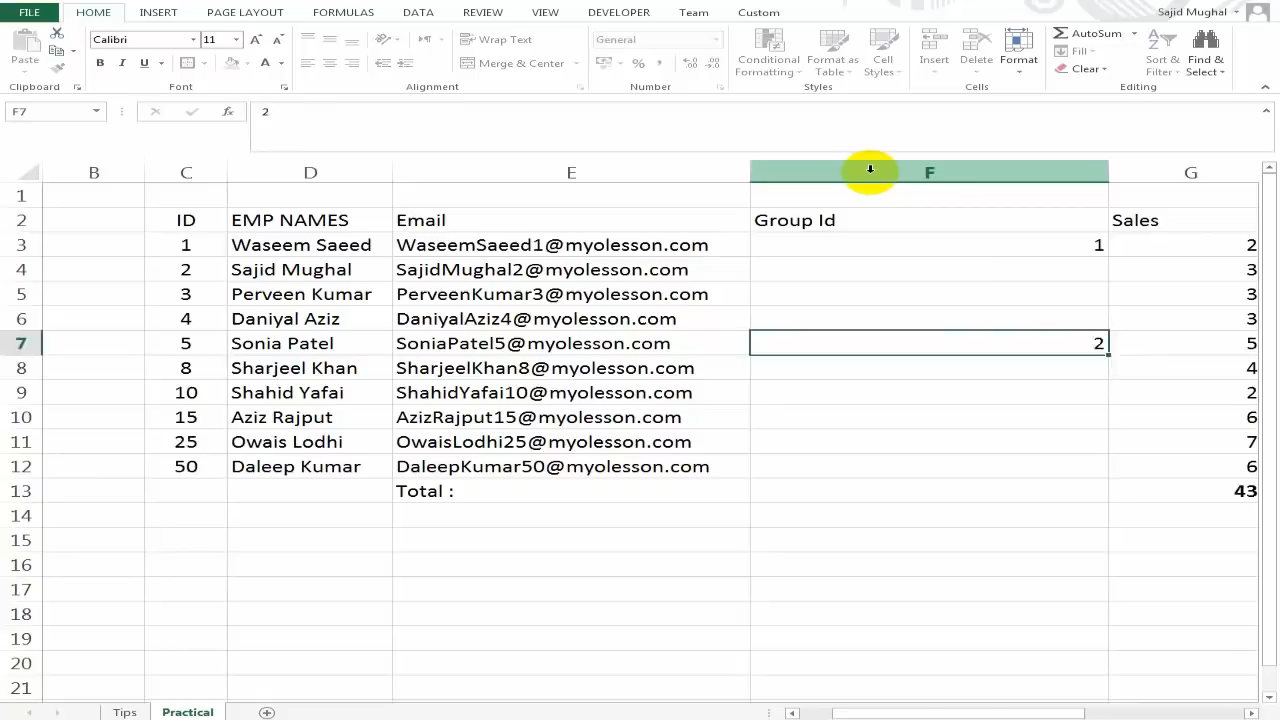 FILE HOME INSERT PAGE LAYOUT FORMULAS DATA REVIEW VIEW DEVELOPER Team Custom Sajid Mughal
Paste Calibri 11 A A Wrap Text General Conditional Format as Cell Insert Delete Format AutoSum Sort & Find &
B I U A Merge & Center % Formatting Table Styles Fill Clear Filter Select
Clipboard Font Alignment Number Styles Cells Editing
F7 fx 2
B C D E F G
1
2 ID EMP NAMES Email Group Id Sales
3 1 Waseem Saeed WaseemSaeed1@myolesson.com 1 2
4 2 Sajid Mughal SajidMughal2@myolesson.com 3
5 3 Perveen Kumar PerveenKumar3@myolesson.com 3
6 4 Daniyal Aziz DaniyalAziz4@myolesson.com 3
7 5 Sonia Patel SoniaPatel5@myolesson.com 2 5
8 8 Sharjeel Khan SharjeelKhan8@myolesson.com 4
9 10 Shahid Yafai ShahidYafai10@myolesson.com 2
10 15 Aziz Rajput AzizRajput15@myolesson.com 6
11 25 Owais Lodhi OwaisLodhi25@myolesson.com 7
12 50 Daleep Kumar DaleepKumar50@myolesson.com 6
13 Total : 43
14
15
16
17
18
19
20
21
Tips Practical